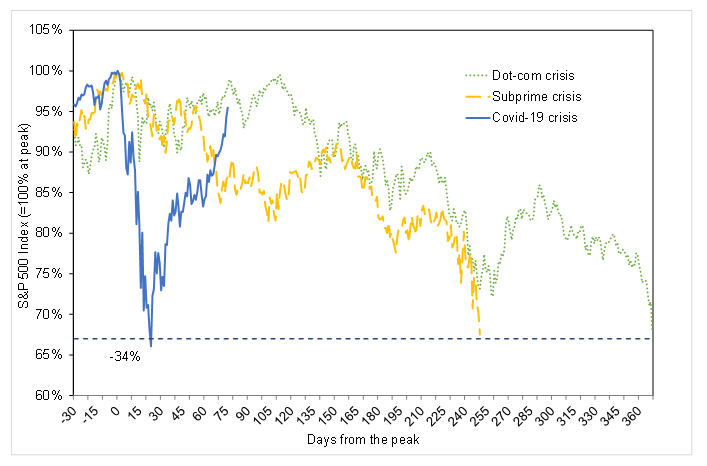 105%
100%
95%
90%
85%
80%
75%
70%
65%
60%
S&P 500 Index (=100% at peak)
Dot-com crisis
Subprime crisis
Covid-19 crisis
-34%
-30 -15 0 15 30 45 60 75 90 105 120 135 150 165 180 195 210 225 240 255 270 285 300 315 330 345 360
Days from the peak